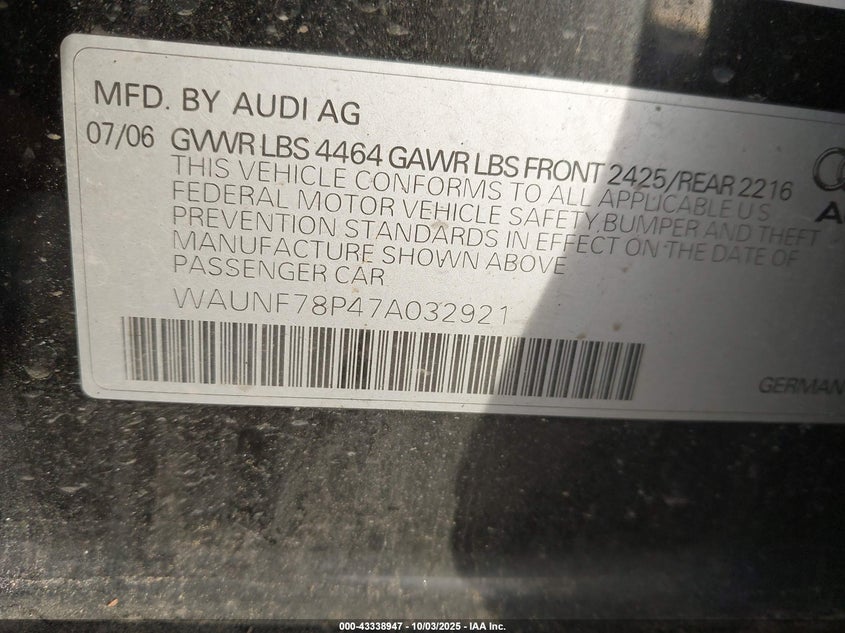 MFD. BY AUDI AG
07/06 GVWR LBS 4464 GAWR LBS FRONT 2425/REAR 2216
THIS VEHICLE CONFORMS TO ALL APPLICABLE US
FEDERAL MOTOR VEHICLE SAFETY,BUMPER AND THEFT
PREVENTION STANDARDS IN EFFECT ON THE DATE OF
MANUFACTURE SHOWN ABOVE
PASSENGER CAR
WAUNF78P47A032921
GERMAN
000-43338947 - 10/03/2025 - IAA Inc.